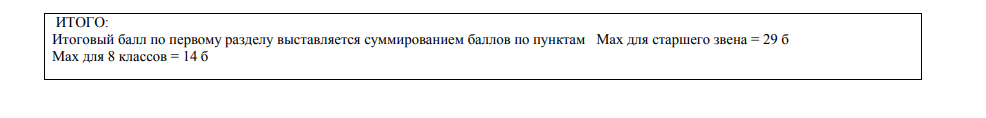 ИТОГО:
Итоговый балл по первому разделу выставляется суммированием баллов по пунктам   Мах для старшего звена = 29 б
Мах для 8 классов = 14 б